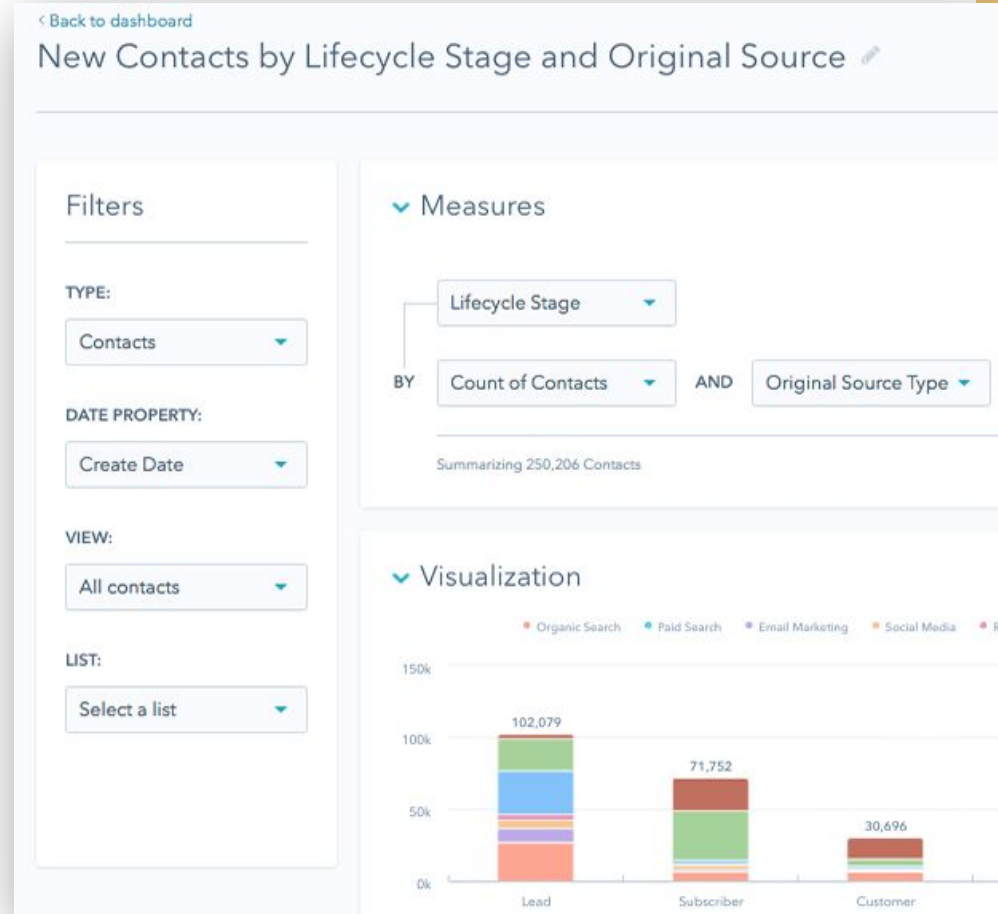 < Back to dashboard
New Contacts by Lifecycle Stage and Original Source
Filters
TYPE:
Contacts
DATE PROPERTY:
Create Date
VIEW:
All contacts
LIST:
Select a list
Measures
Lifecycle Stage
BY Count of Contacts AND Original Source Type
Summarizing 250,206 Contacts
Visualization
Organic Search Paid Search Email Marketing Social Media
150k
102,079
100k
71,752
50k
30,696
0k
Lead Subscriber Customer